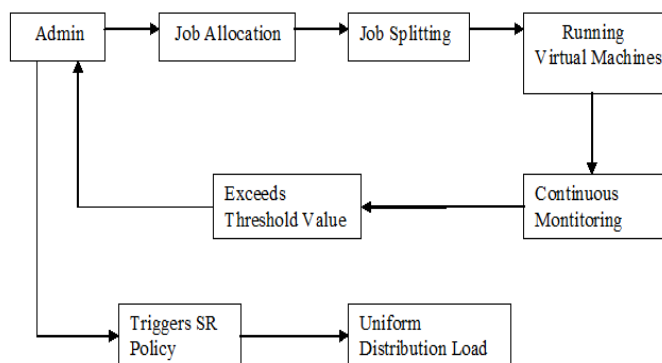 Admin
Job Allocation
Job Splitting
Running
Virtual Machines
Exceeds
Threshold Value
Continuous
Montitoring
Triggers SR
Policy
Uniform
Distribution Load